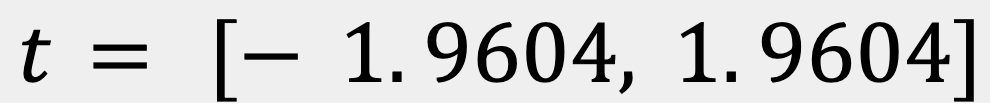 t = [− 1.9604, 1.9604]